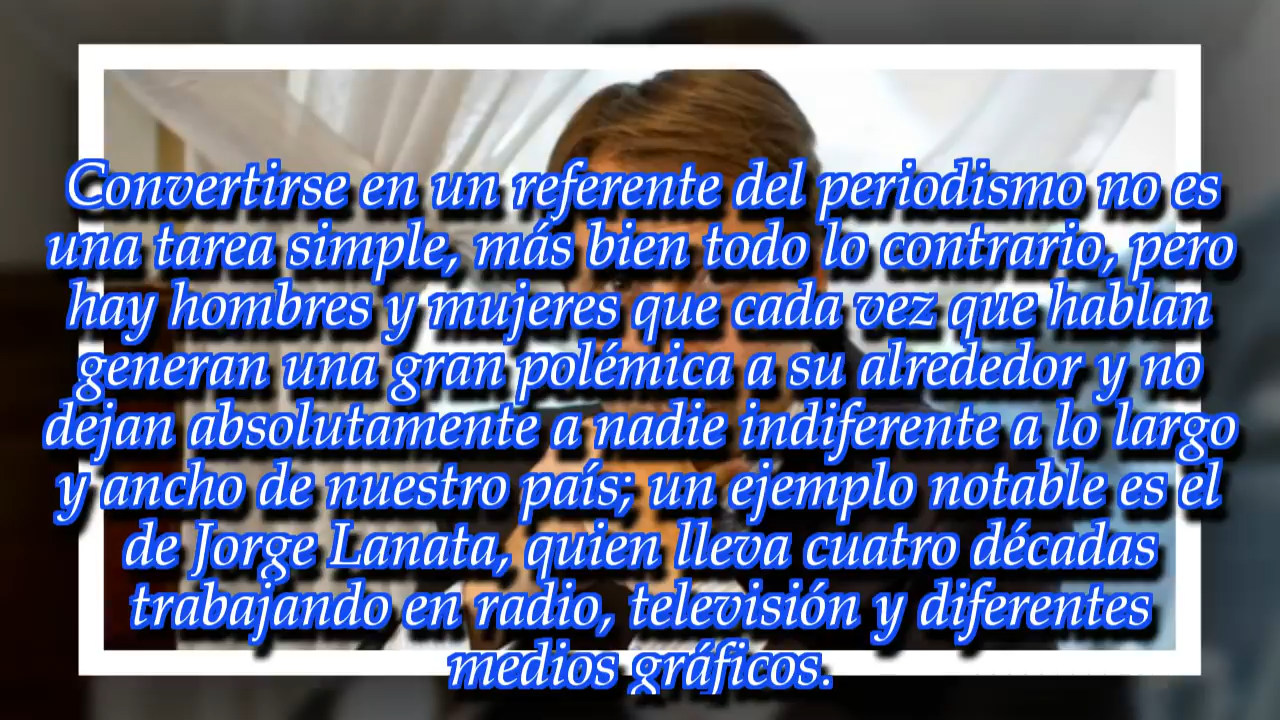 Convertirse en un referente del periodismo no es
una tarea simple, más bien todo lo contrario, pero
hay hombres y mujeres que cada vez que hablan
generan una gran polémica a su alrededor y no
dejan absolutamente a nadie indiferente a lo largo
y ancho de nuestro país; un ejemplo notable es el
de Jorge Lanata, quien lleva cuatro décadas
trabajando en radio, televisión y diferentes
medios gráficos.